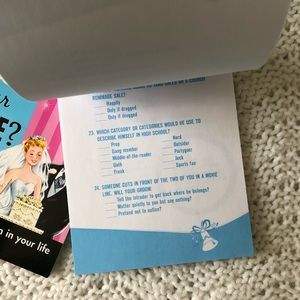 RUMMAGE SALE?
Happily
Only if dragged
Only if drugged
23. WHICH CATEGORY OR CATEGORIES WOULD HE USE TO
DESCRIBE HIMSELF IN HIGH SCHOOL?
Prep
Nerd
Gang member
Outsider
Middle-of-the-roader
Partygoer
Goth
Jock
Freak
Sports fan
24. SOMEONE CUTS IN FRONT OF THE TWO OF YOU IN A MOVIE
LINE. WILL YOUR GROOM:
Tell the intruder to get back where he belongs?
Mutter quietly to you but say nothing?
Pretend not to notice?
E?
in your life